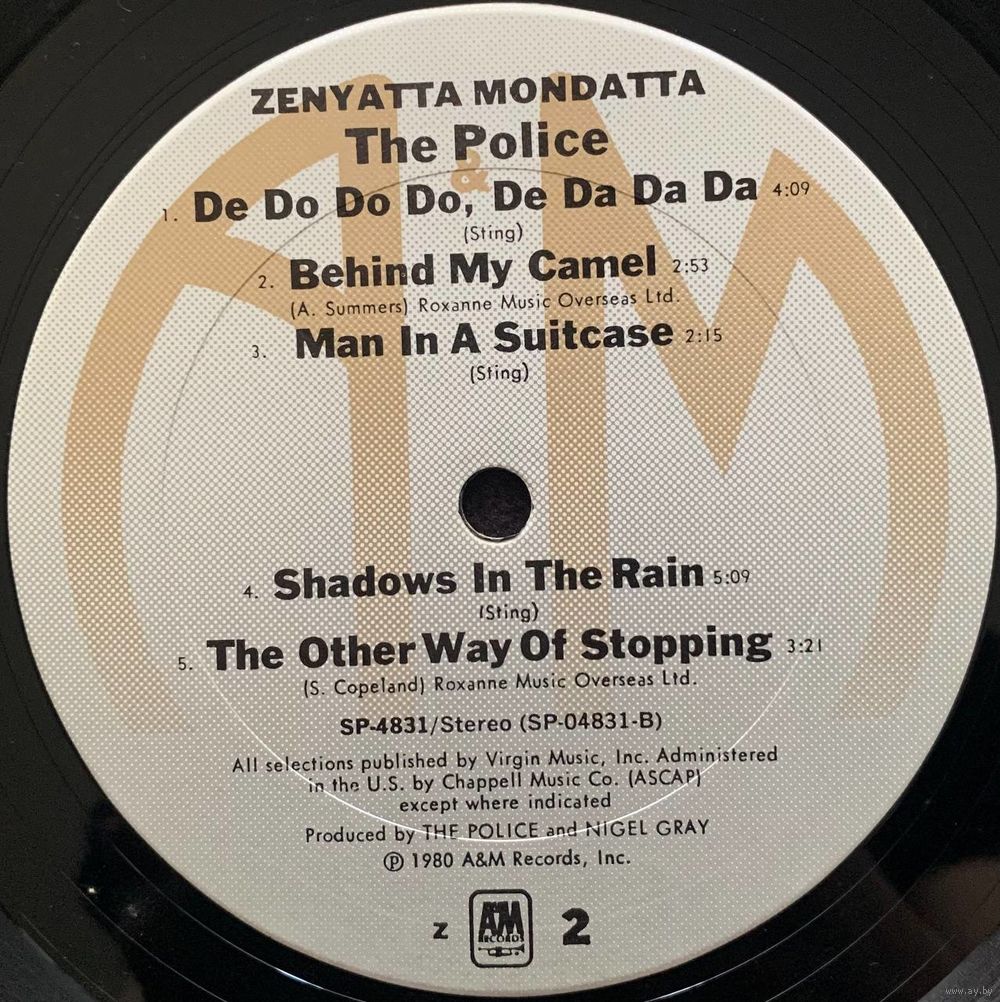 ZENYATTA MONDATTA
The Police
&
1. De Do Do Do, De Da Da Da 4:09
(Sting)
2. Behind My Camel 2:53
(A. Summers) Roxanne Music Overseas Ltd.
3. Man In A Suitcase 2:15
(Sting)
4. Shadows In The Rain 5:09
(Sting)
5. The Other Way Of Stopping 3:21
(S. Copeland) Roxanne Music Overseas Ltd.
SP-4831/Stereo (SP-04831-B)
All selections published by Virgin Music, Inc. Administered
in the U.S. by Chappell Music Co. (ASCAP)
except where indicated
Produced by THE POLICE and NIGEL GRAY
℗ 1980 A&M Records, Inc.
Z A&M RECORDS 2
www.ay.by